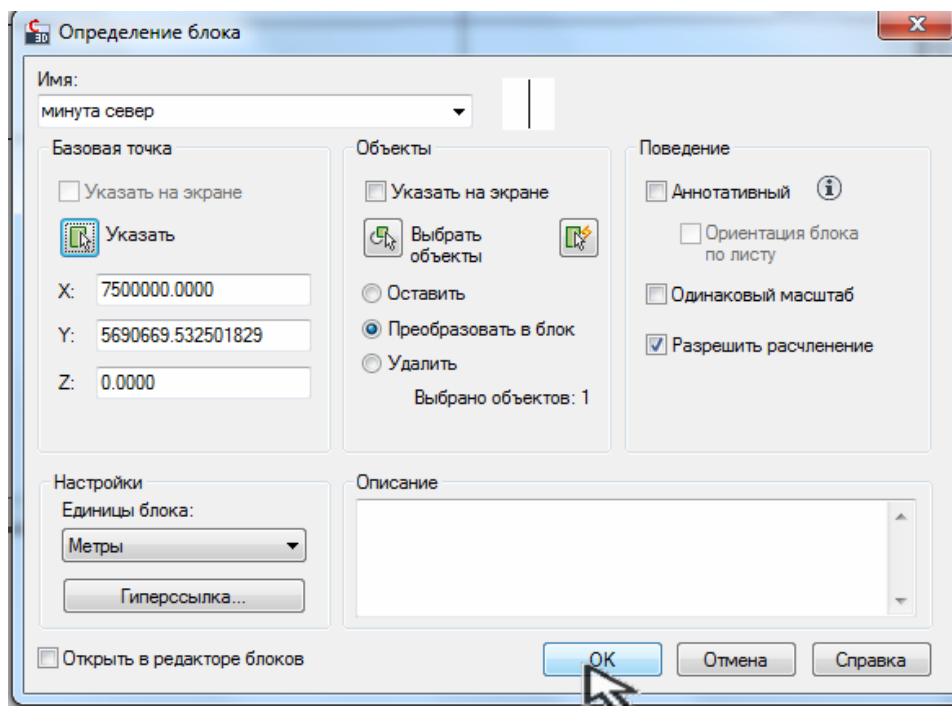 C
3D
Определение блока
Имя:
минута север
Базовая точка
Указать на экране
Указать
X: 7500000.0000
Y: 5690669.532501829
Z: 0.0000
Объекты
Указать на экране
Выбрать
объекты
Оставить
Преобразовать в блок
Удалить
Выбрано объектов: 1
Поведение
Аннотативный
Ориентация блока
по листу
Одинаковый масштаб
Разрешить расчленение
Настройки
Единицы блока:
Метры
Гиперссылка...
Описание
Открыть в редакторе блоков
OK
Отмена
Справка